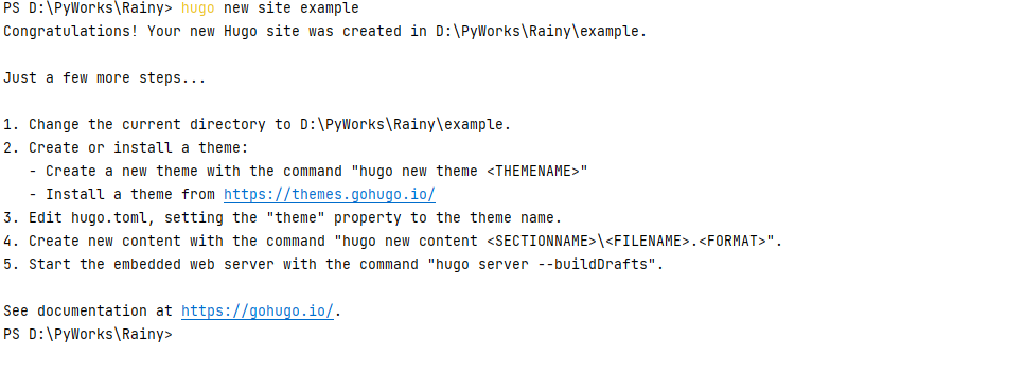 PS D:\PyWorks\Rainy> hugo new site example
Congratulations! Your new Hugo site was created in D:\PyWorks\Rainy\example.
Just a few more steps...
1. Change the current directory to D:\PyWorks\Rainy\example.
2. Create or install a theme:
   - Create a new theme with the command "hugo new theme <THEMENAME>"
   - Install a theme from https://themes.gohugo.io/
3. Edit hugo.toml, setting the "theme" property to the theme name.
4. Create new content with the command "hugo new content <SECTIONNAME>\<FILENAME>.<FORMAT>".
5. Start the embedded web server with the command "hugo server --buildDrafts".
See documentation at https://gohugo.io/.
PS D:\PyWorks\Rainy>